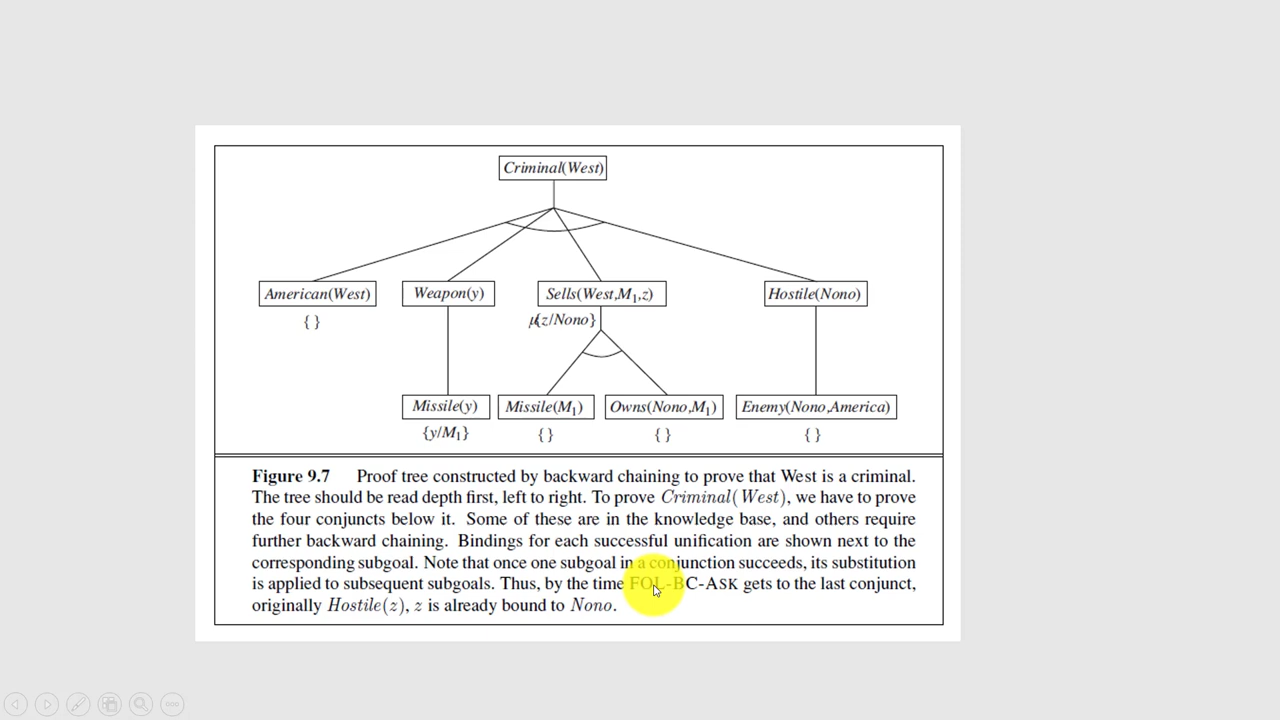 Criminal(West)
American(West) Weapon(y) Sells(West,M1,z) Hostile(Nono)
{ } {z/Nono}
Missile(y) Missile(M1) Owns(Nono,M1) Enemy(Nono,America)
{y/M1} { } { } { }
Figure 9.7 Proof tree constructed by backward chaining to prove that West is a criminal.
The tree should be read depth first, left to right. To prove Criminal(West), we have to prove
the four conjuncts below it. Some of these are in the knowledge base, and others require
further backward chaining. Bindings for each successful unification are shown next to the
corresponding subgoal. Note that once one subgoal in a conjunction succeeds, its substitution
is applied to subsequent subgoals. Thus, by the time FOL-BC-ASK gets to the last conjunct,
originally Hostile(z), z is already bound to Nono.